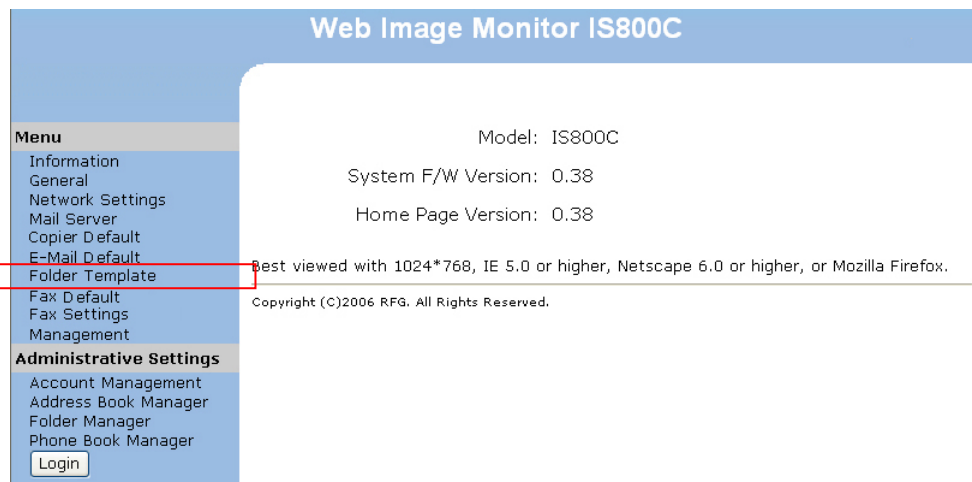 Web Image Monitor IS800C
Menu
Information
General
Network Settings
Mail Server
Copier Default
E-Mail Default
Folder Template
Fax Default
Fax Settings
Management
Administrative Settings
Account Management
Address Book Manager
Folder Manager
Phone Book Manager
Login
Model: IS800C
System F/W Version: 0.38
Home Page Version: 0.38
Best viewed with 1024*768, IE 5.0 or higher, Netscape 6.0 or higher, or Mozilla Firefox.
Copyright (C)2006 RFG. All Rights Reserved.